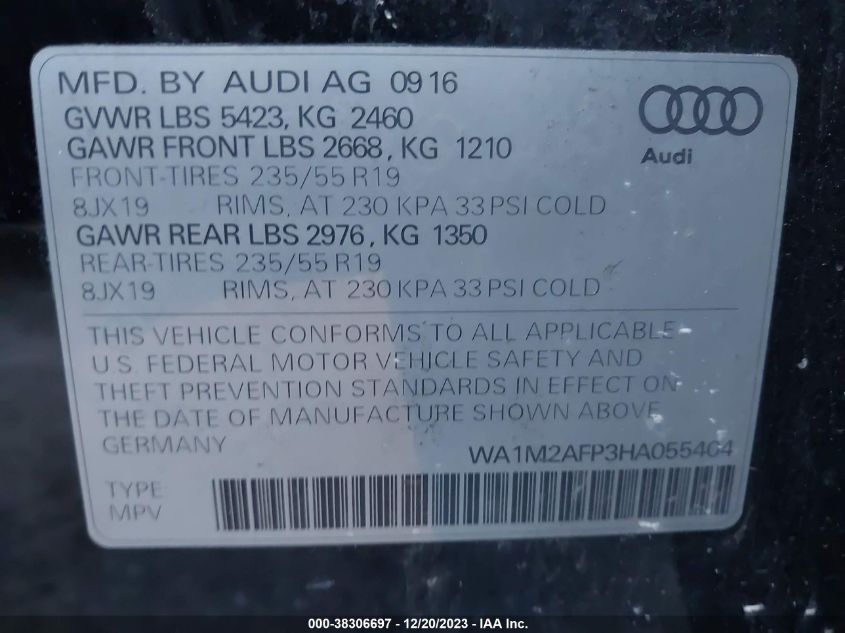 MFD. BY AUDI AG 0916
GVWR LBS 5423, KG 2460
GAWR FRONT LBS 2668, KG 1210
FRONT-TIRES 235/55 R19
8JX19 RIMS, AT 230 KPA 33 PSI COLD
GAWR REAR LBS 2976, KG 1350
REAR-TIRES 235/55 R19
8JX19 RIMS, AT 230 KPA 33 PSI COLD
Audi
THIS VEHICLE CONFORMS TO ALL APPLICABLE
U.S. FEDERAL MOTOR VEHICLE SAFETY AND
THEFT PREVENTION STANDARDS IN EFFECT ON
THE DATE OF MANUFACTURE SHOWN ABOVE
GERMANY
WA1M2AFP3HA055404
TYPE:
MPV
000-38306697 - 12/20/2023 - IAA Inc.